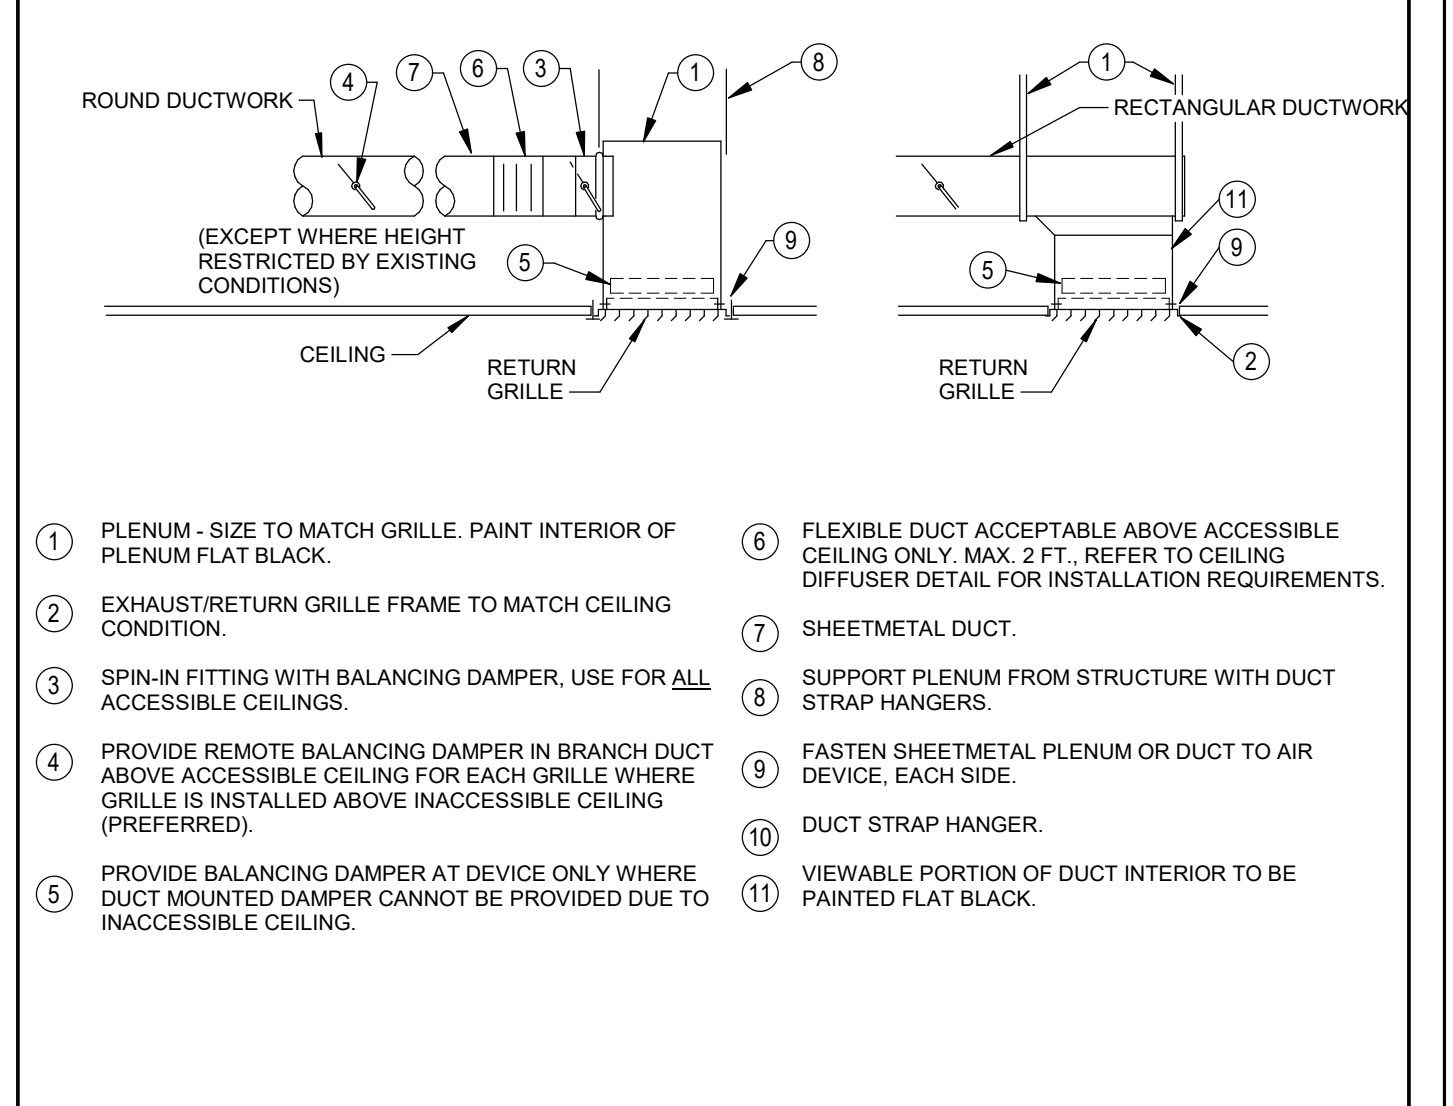 4
7
6
3
1
8
ROUND DUCTWORK
(EXCEPT WHERE HEIGHT
RESTRICTED BY EXISTING
CONDITIONS)
5
9
CEILING
RETURN
GRILLE
1
RECTANGULAR DUCTWORK
11
9
5
2
RETURN
GRILLE
1
PLENUM - SIZE TO MATCH GRILLE. PAINT INTERIOR OF
PLENUM FLAT BLACK.
2
EXHAUST/RETURN GRILLE FRAME TO MATCH CEILING
CONDITION.
3
SPIN-IN FITTING WITH BALANCING DAMPER, USE FOR ALL
ACCESSIBLE CEILINGS.
4
PROVIDE REMOTE BALANCING DAMPER IN BRANCH DUCT
ABOVE ACCESSIBLE CEILING FOR EACH GRILLE WHERE
GRILLE IS INSTALLED ABOVE INACCESSIBLE CEILING
(PREFERRED).
5
PROVIDE BALANCING DAMPER AT DEVICE ONLY WHERE
DUCT MOUNTED DAMPER CANNOT BE PROVIDED DUE TO
INACCESSIBLE CEILING.
6
FLEXIBLE DUCT ACCEPTABLE ABOVE ACCESSIBLE
CEILING ONLY. MAX. 2 FT., REFER TO CEILING
DIFFUSER DETAIL FOR INSTALLATION REQUIREMENTS.
7
SHEETMETAL DUCT.
8
SUPPORT PLENUM FROM STRUCTURE WITH DUCT
STRAP HANGERS.
9
FASTEN SHEETMETAL PLENUM OR DUCT TO AIR
DEVICE, EACH SIDE.
10
DUCT STRAP HANGER.
11
VIEWABLE PORTION OF DUCT INTERIOR TO BE
PAINTED FLAT BLACK.